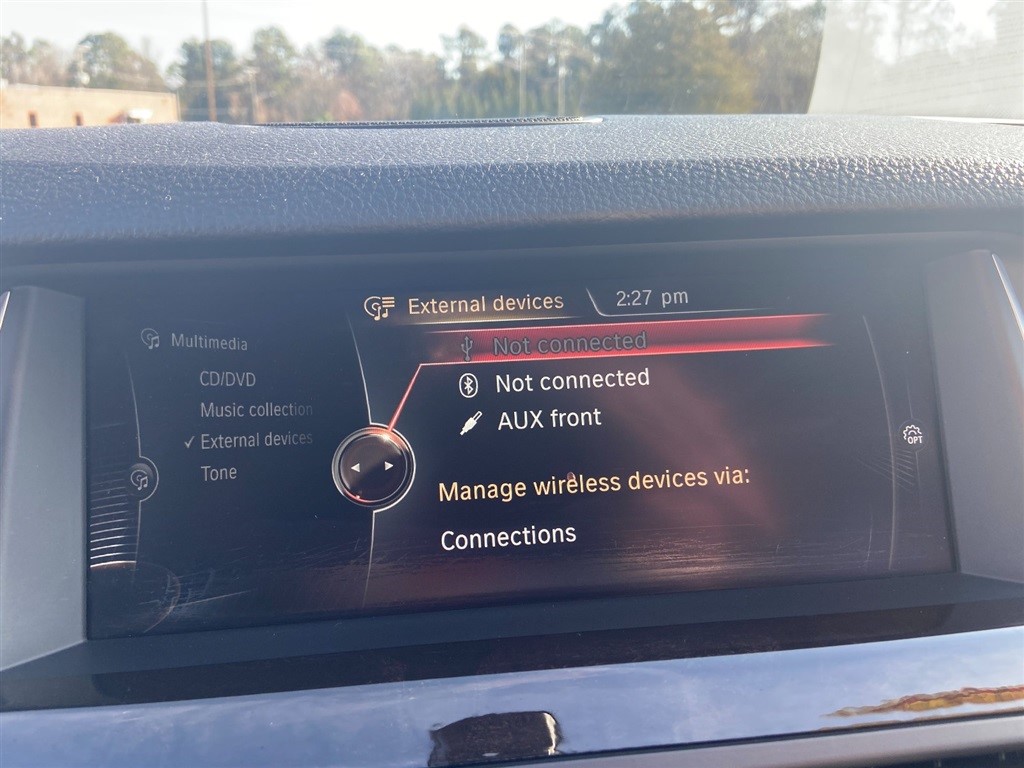 External devices
2:27 pm
Multimedia
CD/DVD
Music collection
✓ External devices
Tone
Not connected
Not connected
AUX front
Manage wireless devices via:
Connections
OPT